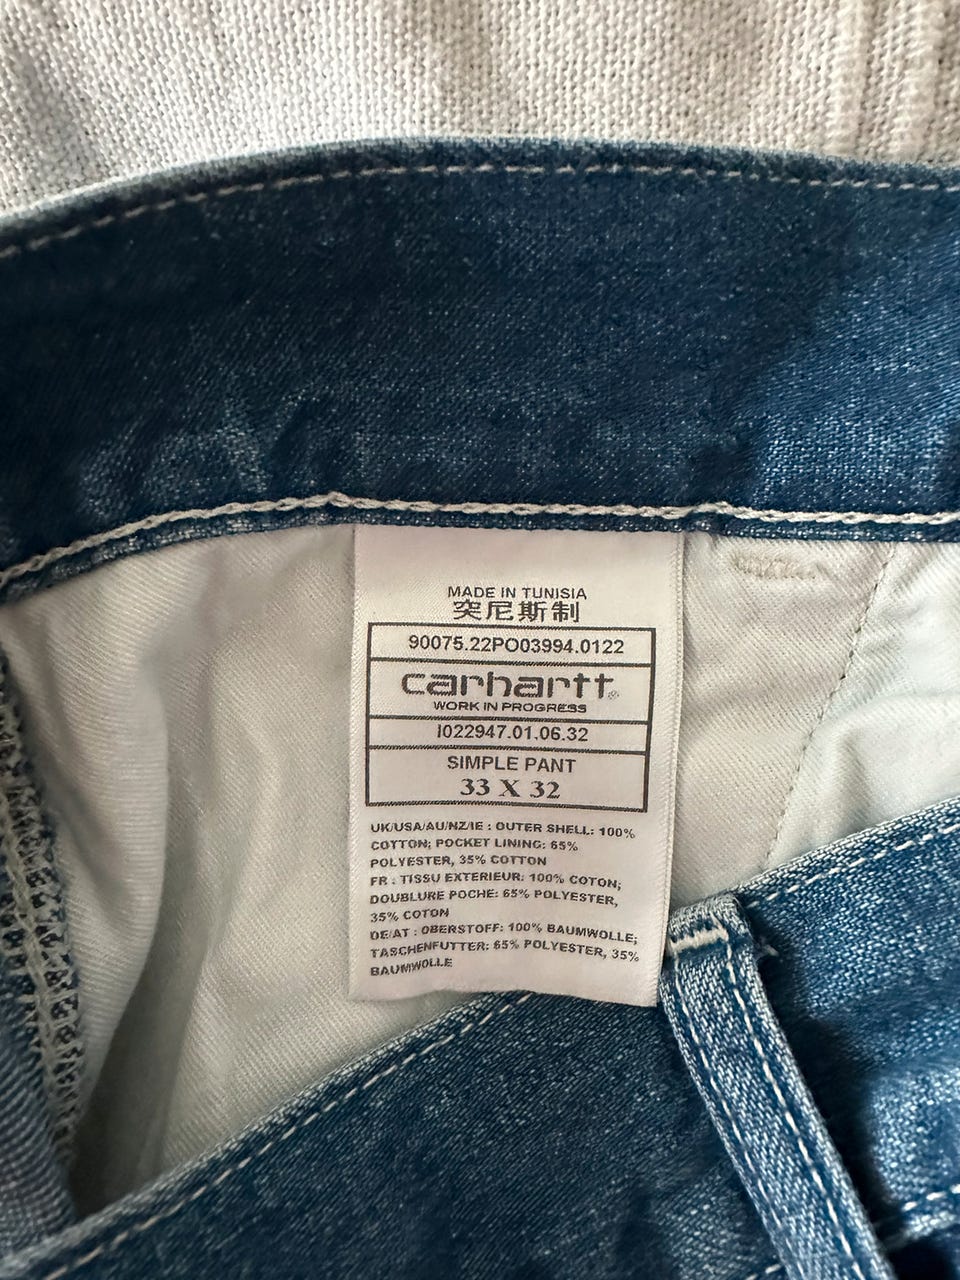 MADE IN TUNISIA
突尼斯制
90075.22PO03994.0122
carhartt®
WORK IN PROGRESS
I022947.01.06.32
SIMPLE PANT
33 X 32
UK/USA/AU/NZ/IE : OUTER SHELL: 100%
COTTON; POCKET LINING: 65%
POLYESTER, 35% COTTON
FR : TISSU EXTERIEUR: 100% COTON;
DOUBLURE POCHE: 65% POLYESTER,
35% COTON
DE/AT : OBERSTOFF: 100% BAUMWOLLE;
TASCHENFUTTER: 65% POLYESTER, 35%
BAUMWOLLE